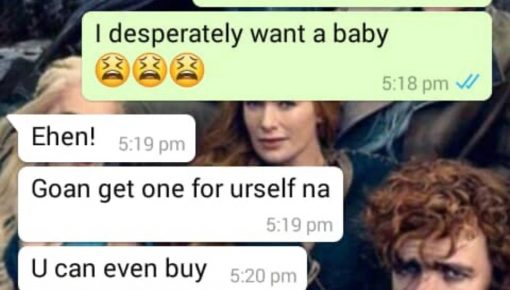 I desperately want a baby
😫😫😫
5:18 pm
Ehen! 5:19 pm
Goan get one for urself na
5:19 pm
U can even buy 5:20 pm